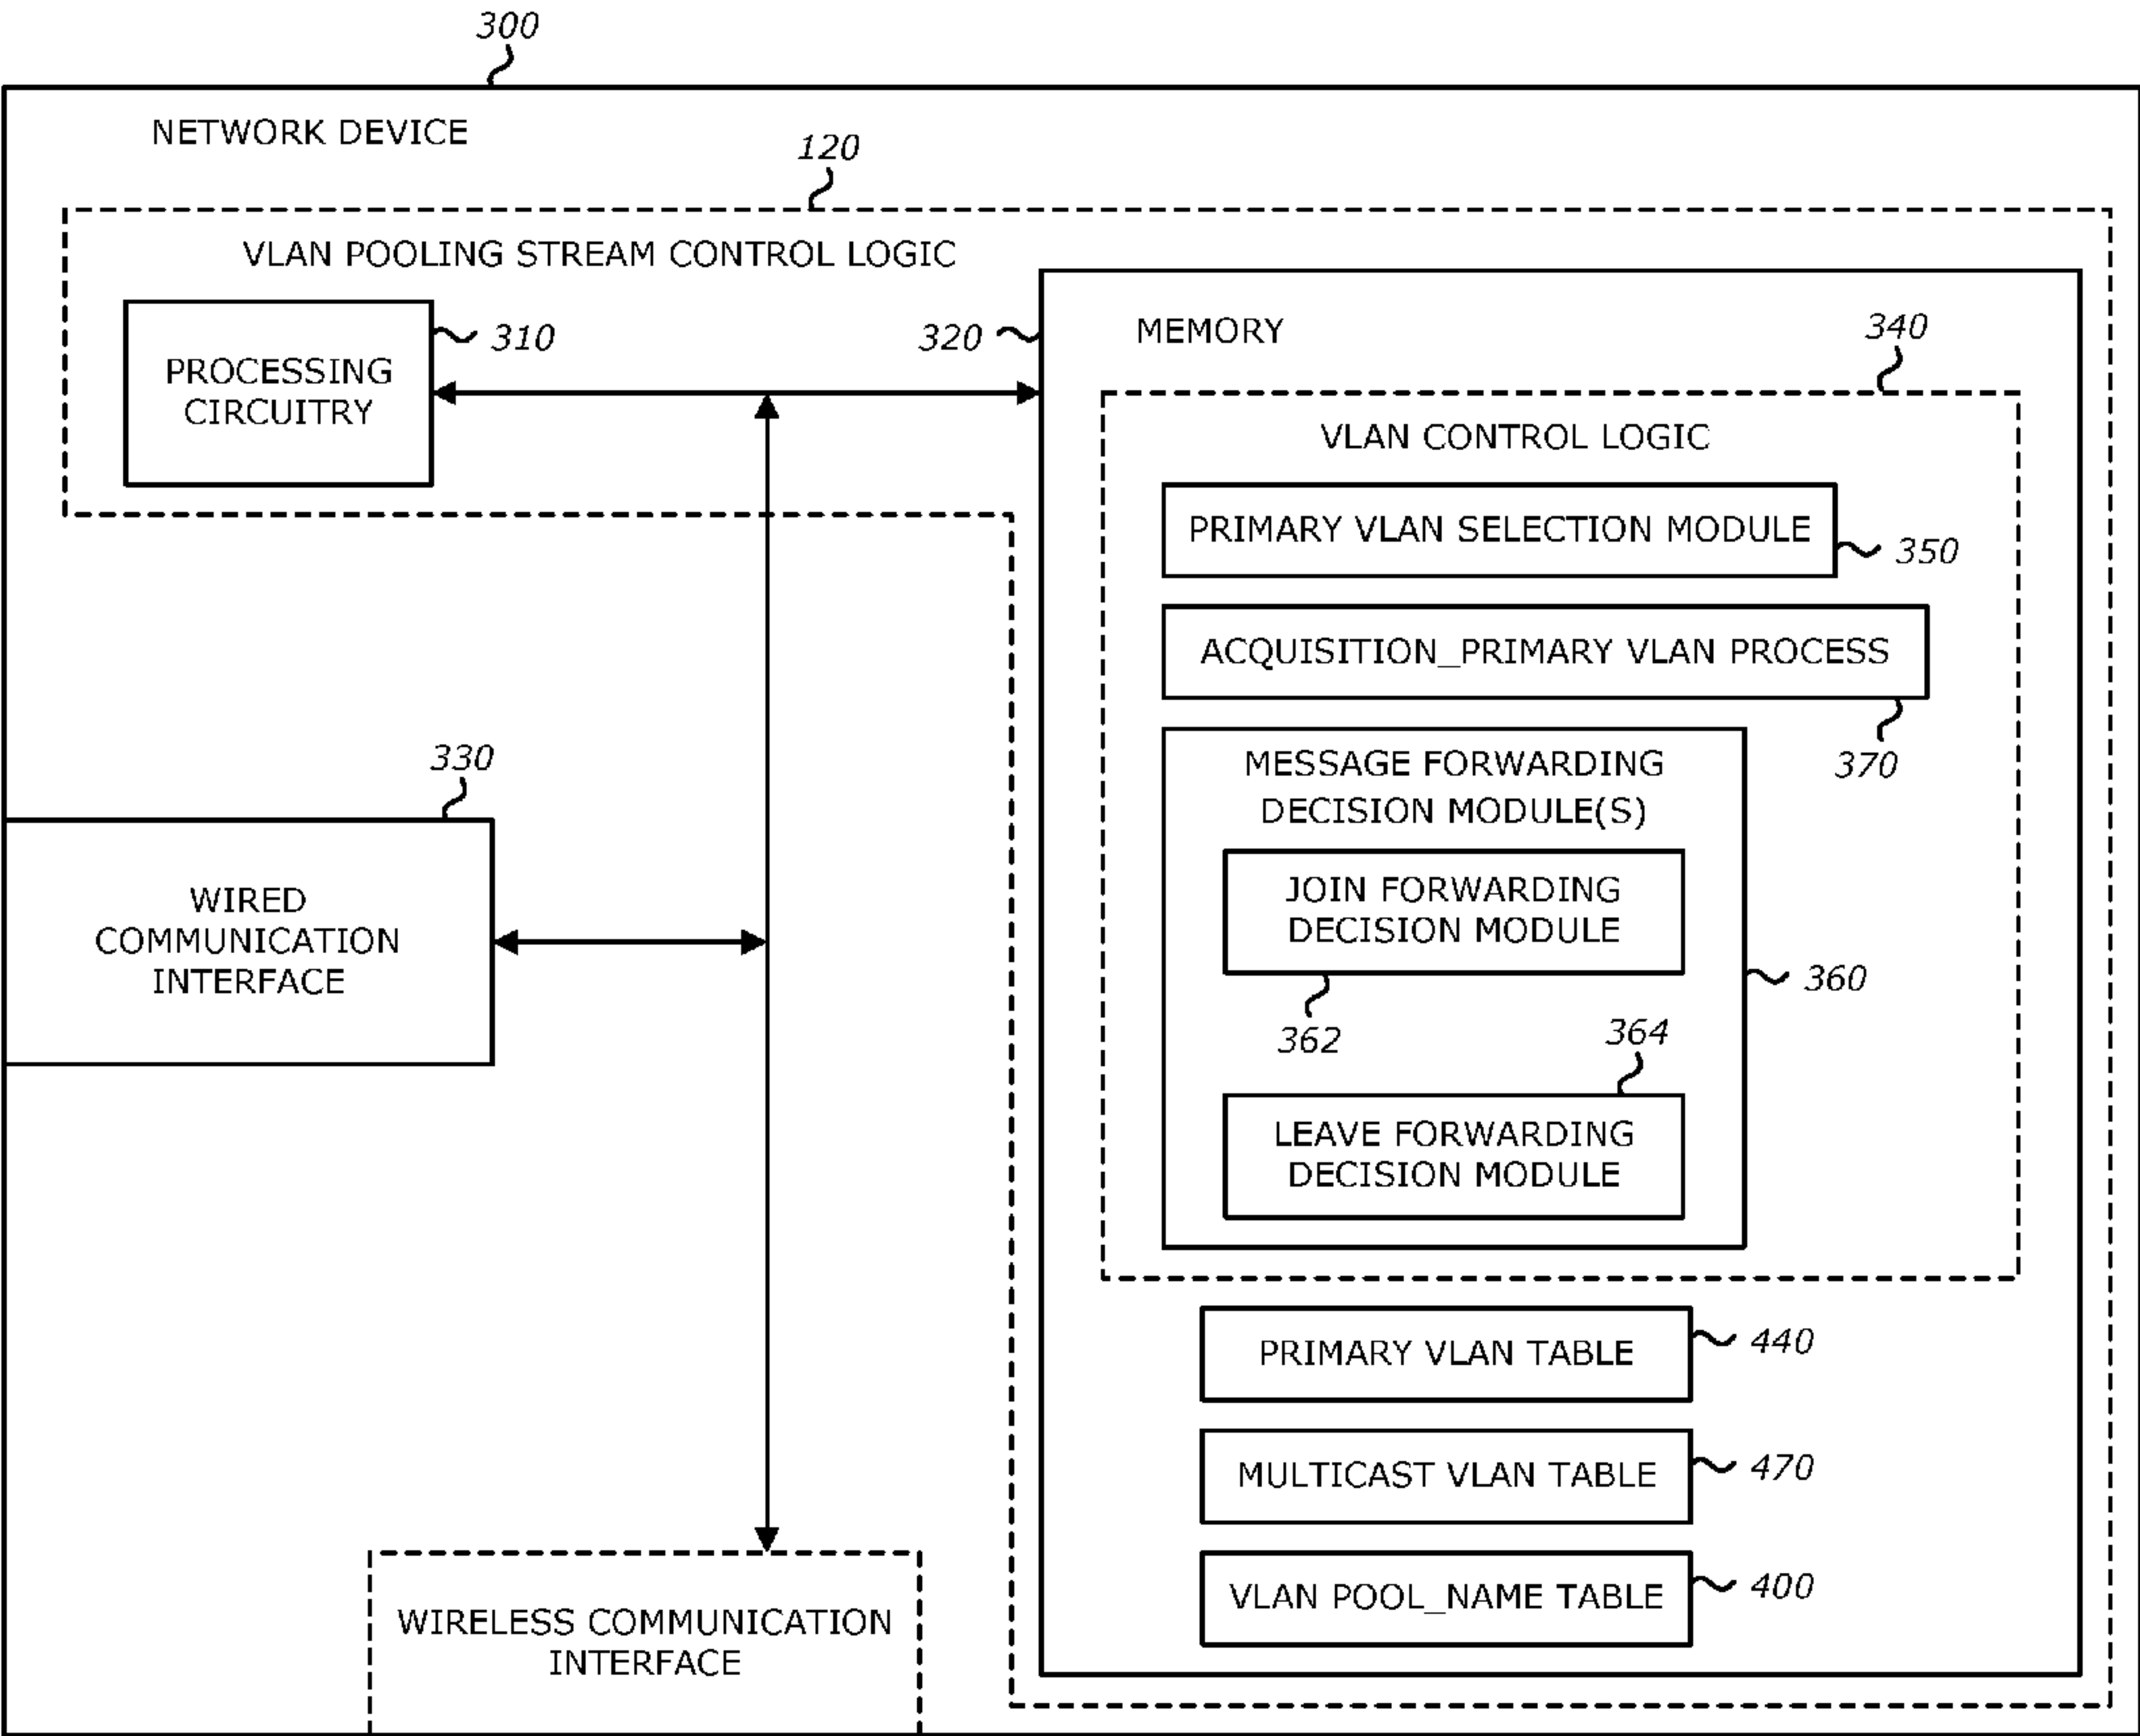 300
NETWORK DEVICE
120
VLAN POOLING STREAM CONTROL LOGIC
PROCESSING
CIRCUITRY
310
320
MEMORY
340
VLAN CONTROL LOGIC
PRIMARY VLAN SELECTION MODULE
350
ACQUISITION_PRIMARY VLAN PROCESS
370
MESSAGE FORWARDING
DECISION MODULE(S)
JOIN FORWARDING
DECISION MODULE
362
360
364
LEAVE FORWARDING
DECISION MODULE
330
WIRED
COMMUNICATION
INTERFACE
PRIMARY VLAN TABLE
440
MULTICAST VLAN TABLE
470
VLAN POOL_NAME TABLE
400
WIRELESS COMMUNICATION
INTERFACE